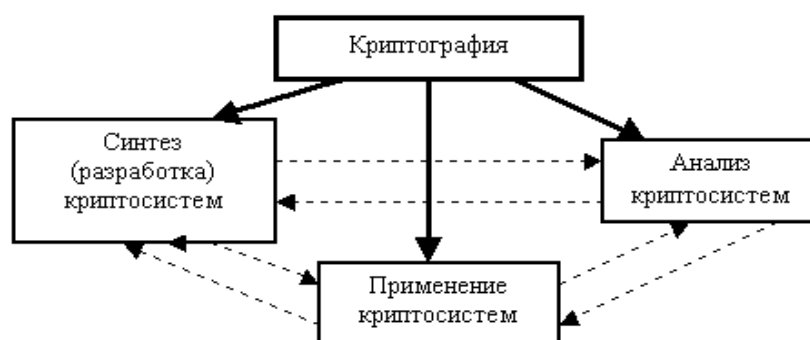 Криптография
Синтез
(разработка)
криптосистем
Анализ
криптосистем
Применение
криптосистем